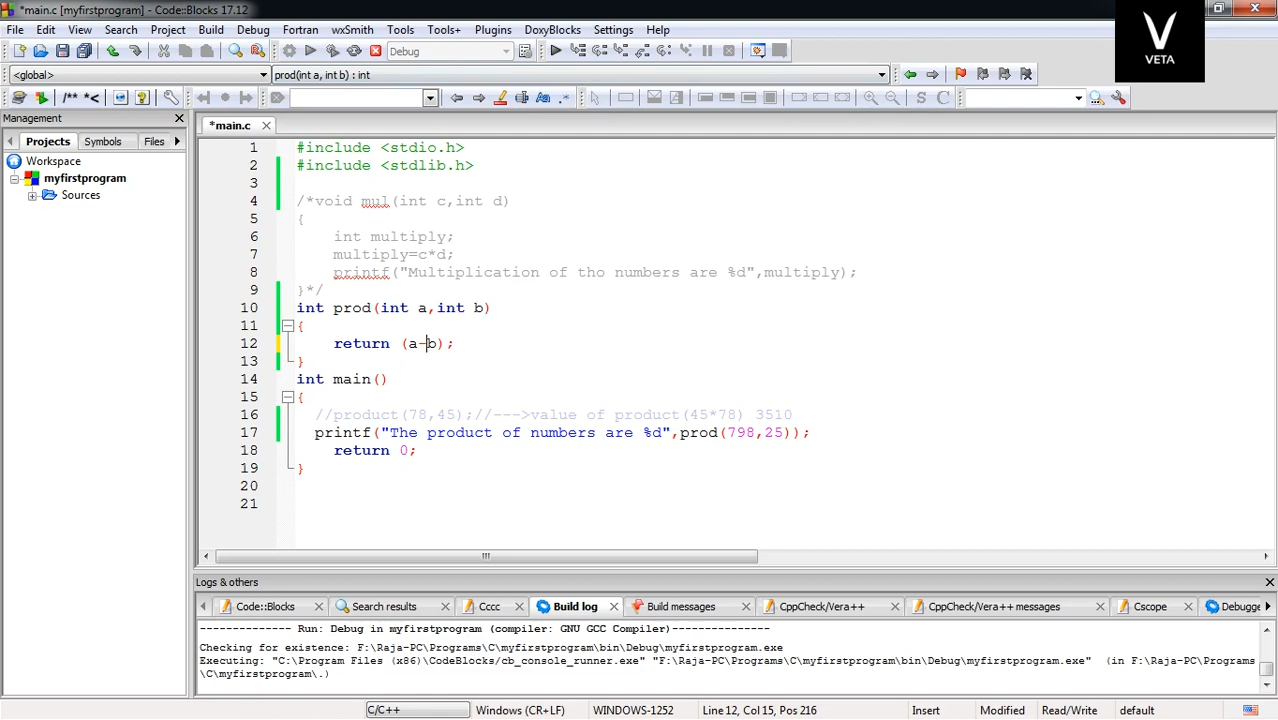 *main.c [myfirstprogram] - Code::Blocks 17.12
File Edit View Search Project Build Debug Fortran wxSmith Tools Tools+ Plugins DoxyBlocks Settings Help
VETA
Debug
<global> prod(int a, int b) : int
/** *<
S C
Management
*main.c
Projects Symbols Files
Workspace
myfirstprogram
Sources
1 #include <stdio.h>
2 #include <stdlib.h>
3
4 /*void mul(int c,int d)
5 {
6 int multiply;
7 multiply=c*d;
8 printf("Multiplication of tho numbers are %d",multiply);
9 }*/
10 int prod(int a,int b)
11 {
12 return (a-b);
13 }
14 int main()
15 {
16 //product(78,45);//--->value of product(45*78) 3510
17 printf("The product of numbers are %d",prod(798,25));
18 return 0;
19 }
20
21
Logs & others
Code::Blocks Search results Cccc Build log Build messages CppCheck/Vera++ CppCheck/Vera++ messages Cscope Debugge
-------------- Run: Debug in myfirstprogram (compiler: GNU GCC Compiler)---------------
Checking for existence: F:\Raja-PC\Programs\C\myfirstprogram\bin\Debug\myfirstprogram.exe
Executing: "C:\Program Files (x86)\CodeBlocks/cb_console_runner.exe" "F:\Raja-PC\Programs\C\myfirstprogram\bin\Debug\myfirstprogram.exe" (in F:\Raja-PC\Programs
\C\myfirstprogram\.)
C/C++ Windows (CR+LF) WINDOWS-1252 Line 12, Col 15, Pos 216 Insert Modified Read/Write default